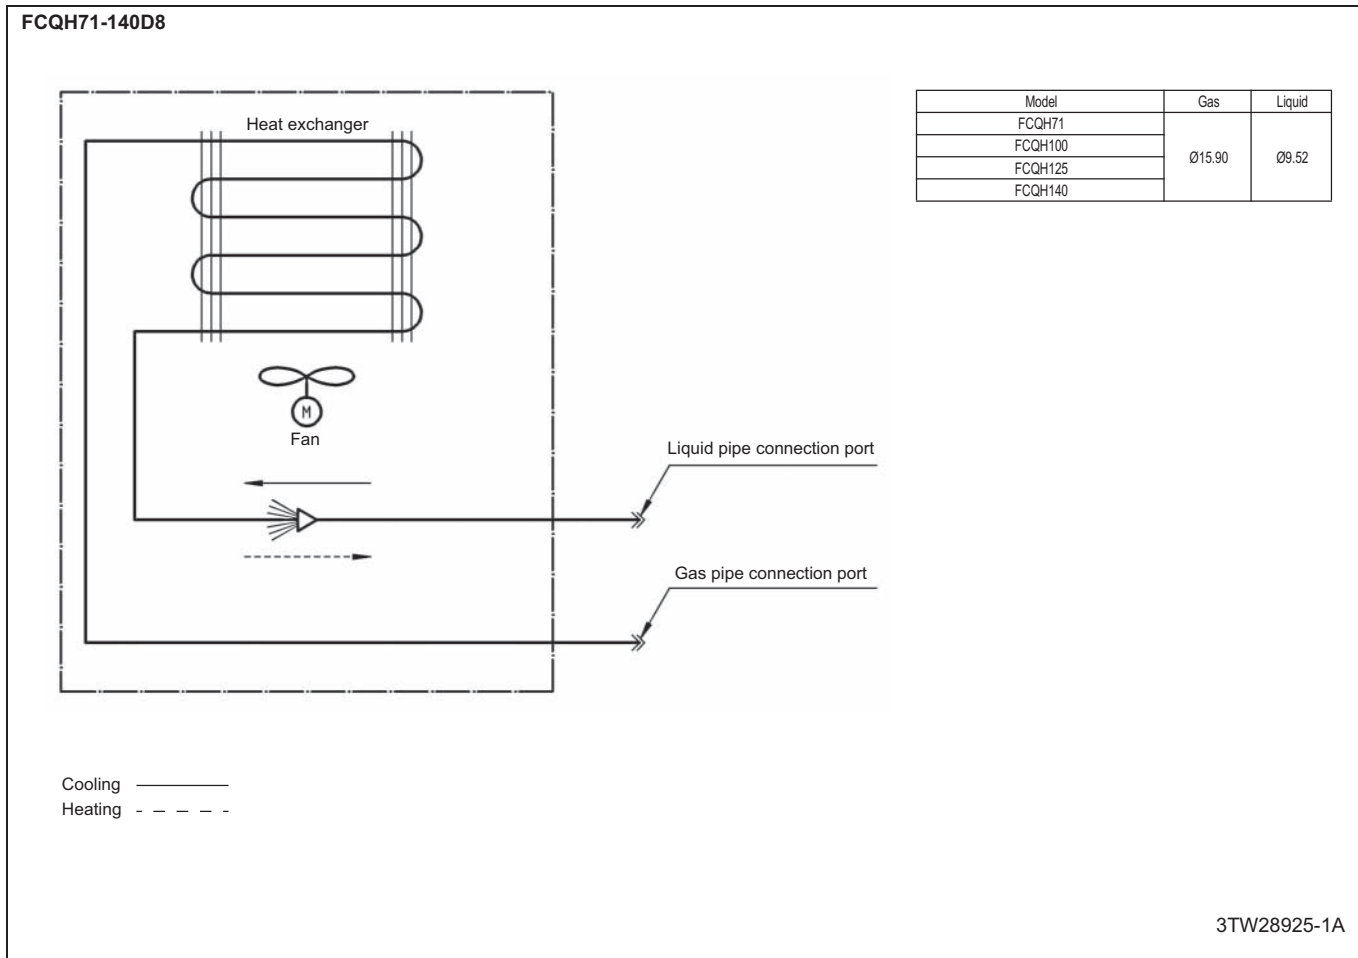 FCQH71-140D8
Heat exchanger
Model Gas Liquid
FCQH71
FCQH100
FCQH125
FCQH140
Ø15.90 Ø9.52
M
Fan
Liquid pipe connection port
Gas pipe connection port
Cooling
Heating
3TW28925-1A